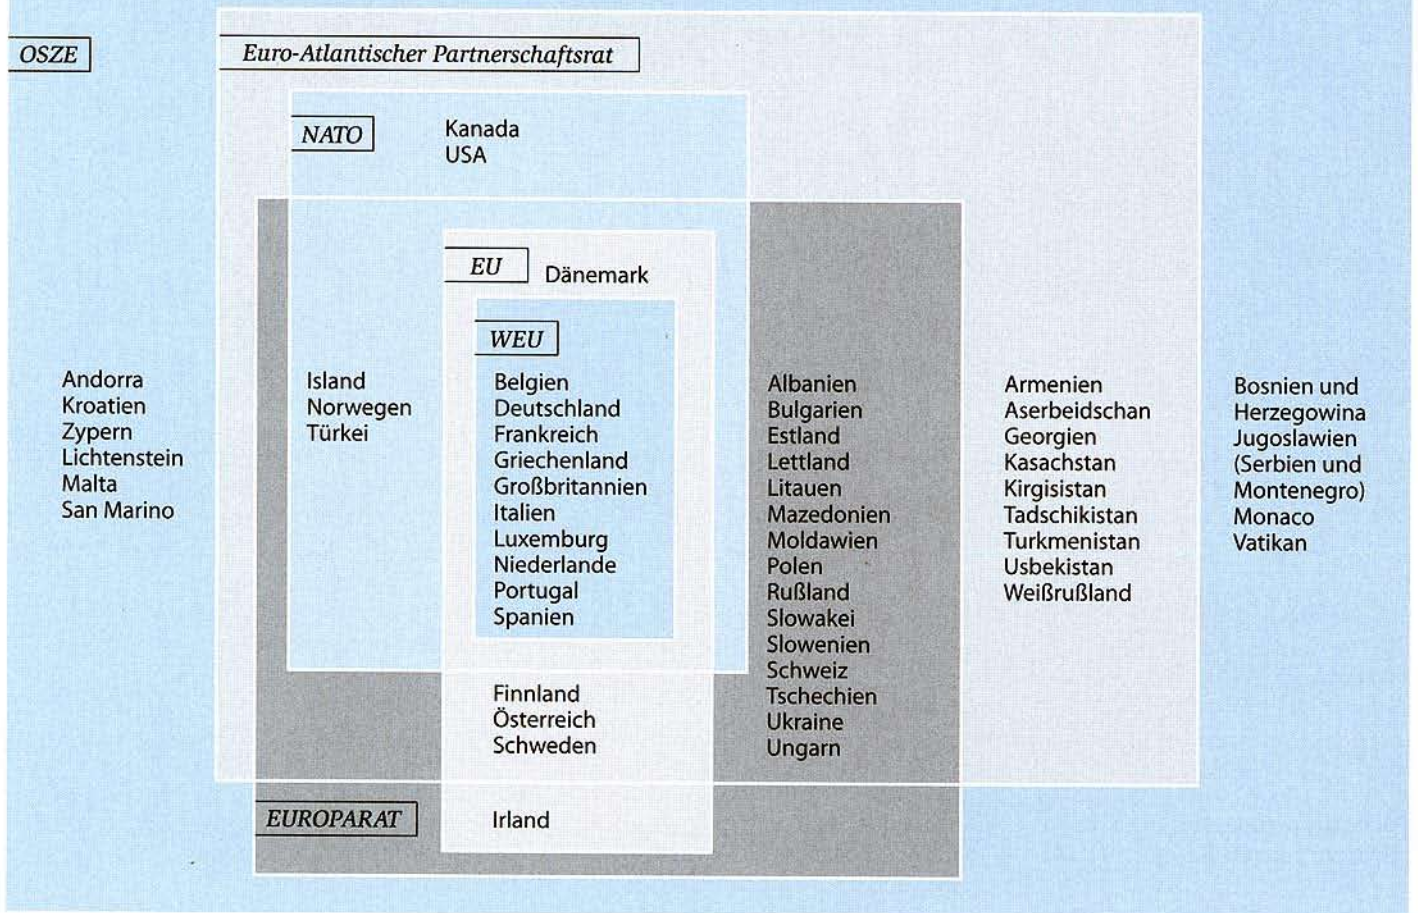 OSZE
Euro-Atlantischer Partnerschaftsrat
NATO
Kanada
USA
EU
Dänemark
WEU
Andorra
Kroatien
Zypern
Lichtenstein
Malta
San Marino
Island
Norwegen
Türkei
Belgien
Deutschland
Frankreich
Griechenland
Großbritannien
Italien
Luxemburg
Niederlande
Portugal
Spanien
Finnland
Österreich
Schweden
Irland
Albanien
Bulgarien
Estland
Lettland
Litauen
Mazedonien
Moldawien
Polen
Rußland
Slowakei
Slowenien
Schweiz
Tschechien
Ukraine
Ungarn
Armenien
Aserbeidschan
Georgien
Kasachstan
Kirgisistan
Tadschikistan
Turkmenistan
Usbekistan
Weißrußland
Bosnien und
Herzegowina
Jugoslawien
(Serbien und
Montenegro)
Monaco
Vatikan
EUROPARAT